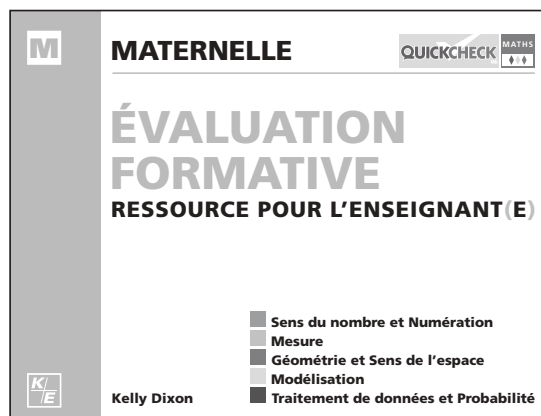 M
MATERNELLE
QUICKCHECK
MATHS
ÉVALUATION
FORMATIVE
RESSOURCE POUR L'ENSEIGNANT(E)
Sens du nombre et Numération
Mesure
Géométrie et Sens de l'espace
Modélisation
Traitement de données et Probabilité
Kelly Dixon
K/E